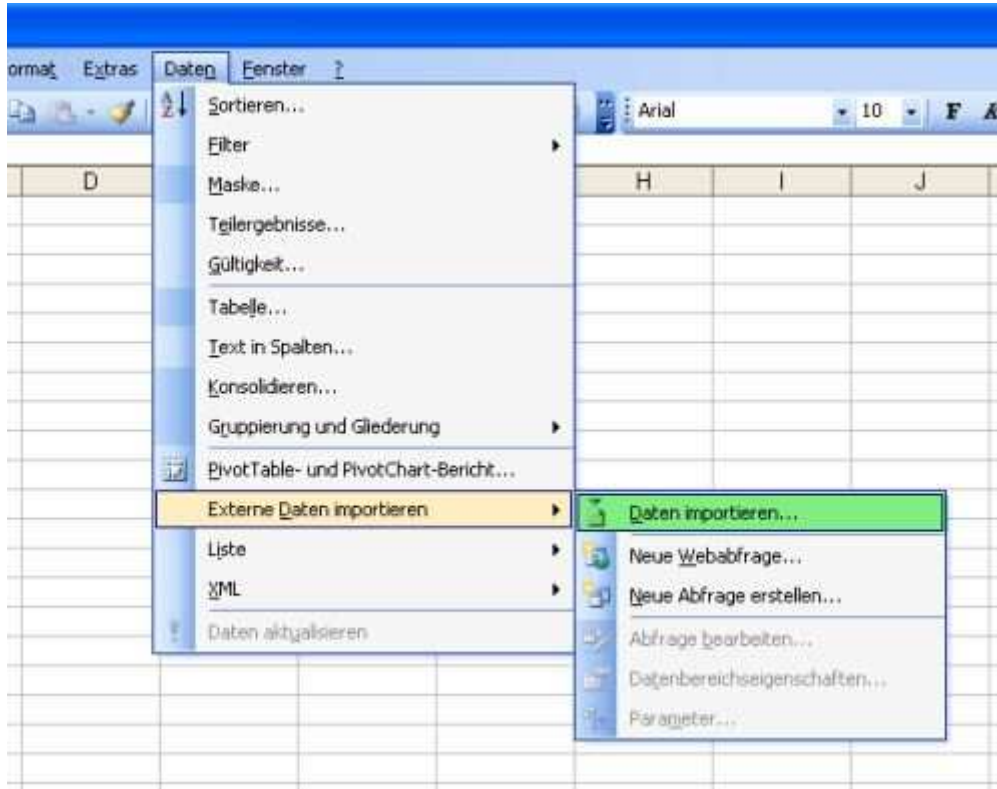 ormat Extras Daten Fenster ?
Arial 10 F
D H I J
Sortieren...
Filter
Maske...
Teilergebnisse...
Gültigkeit...
Tabelle...
Text in Spalten...
Konsolidieren...
Gruppierung und Gliederung
PivotTable- und PivotChart-Bericht...
Externe Daten importieren
Liste
XML
Daten aktualisieren
Daten importieren...
Neue Webabfrage...
Neue Abfrage erstellen...
Abfrage bearbeiten...
Datenbereichseigenschaften...
Parameter...